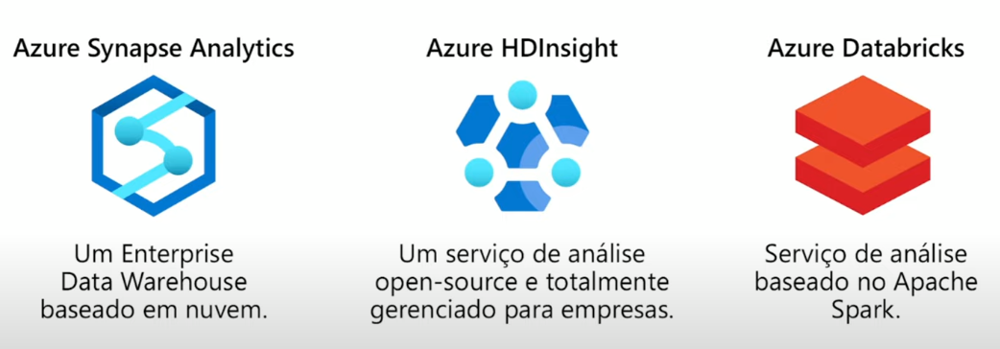 Azure Synapse Analytics
Um Enterprise
Data Warehouse
baseado em nuvem.
Azure HDInsight
Um serviço de análise
open-source e totalmente
gerenciado para empresas.
Azure Databricks
Serviço de análise
baseado no Apache
Spark.